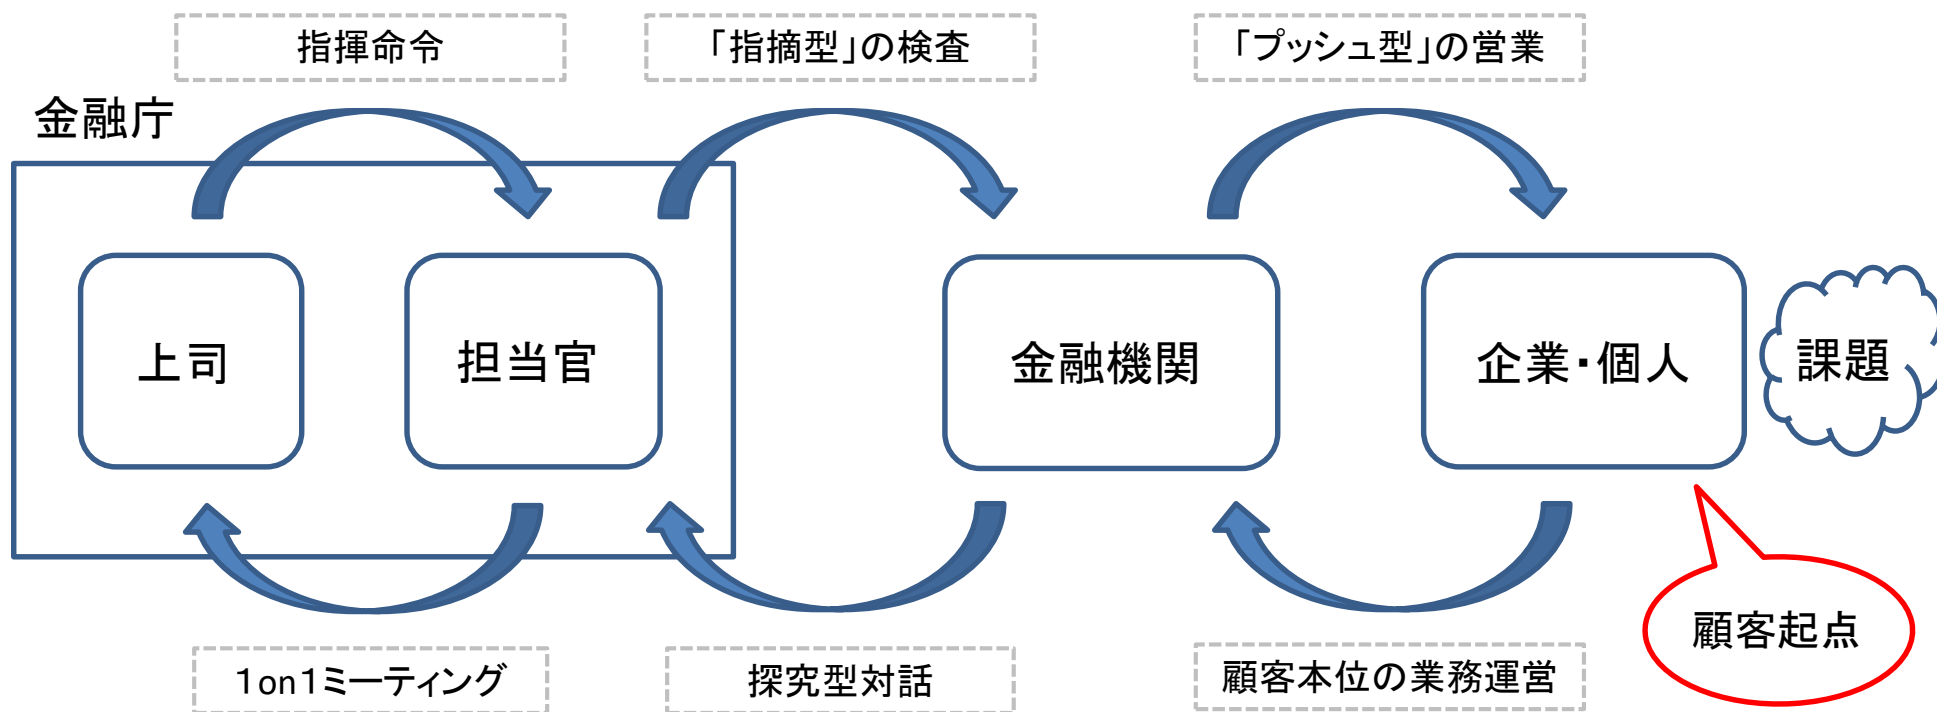 指揮命令
「指摘型」の検査
「プッシュ型」の営業
金融庁
上司
担当官
金融機関
企業・個人
課題
顧客起点
1on1ミーティング
探究型対話
顧客本位の業務運営